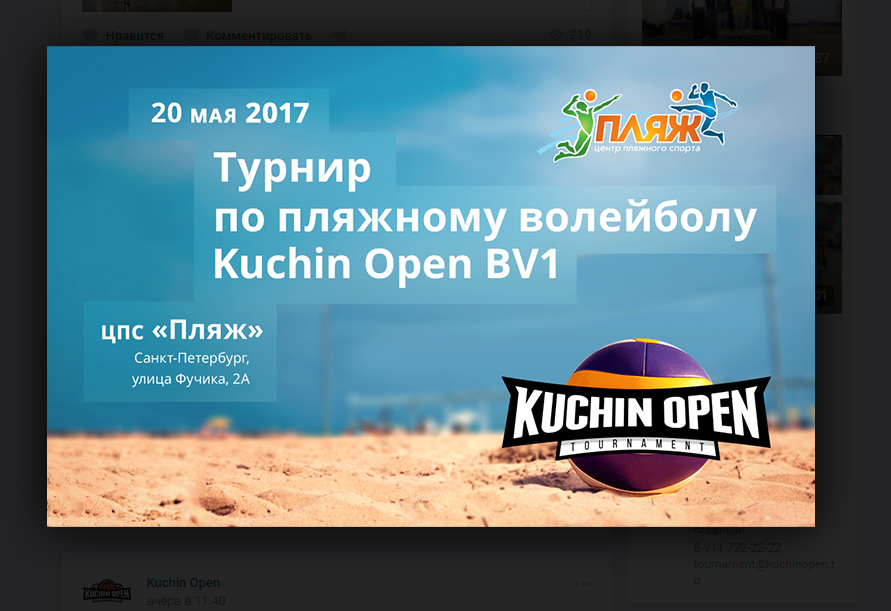 Нравится Комментировать 219
20 мая 2017
ПЛЯЖ
центр пляжного спорта
Турнир
по пляжному волейболу
Kuchin Open BV1
цпс «Пляж»
Санкт-Петербург,
улица Фучика, 2А
KUCHIN OPEN
TOURNAMENT
8-911-722-22-22
tournament@kuchinopen.r
u
Kuchin Open
вчера в 11:40